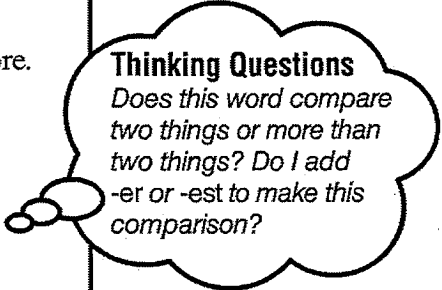 re.
Thinking Questions
Does this word compare
two things or more than
two things? Do I add
-er or -est to make this
comparison?